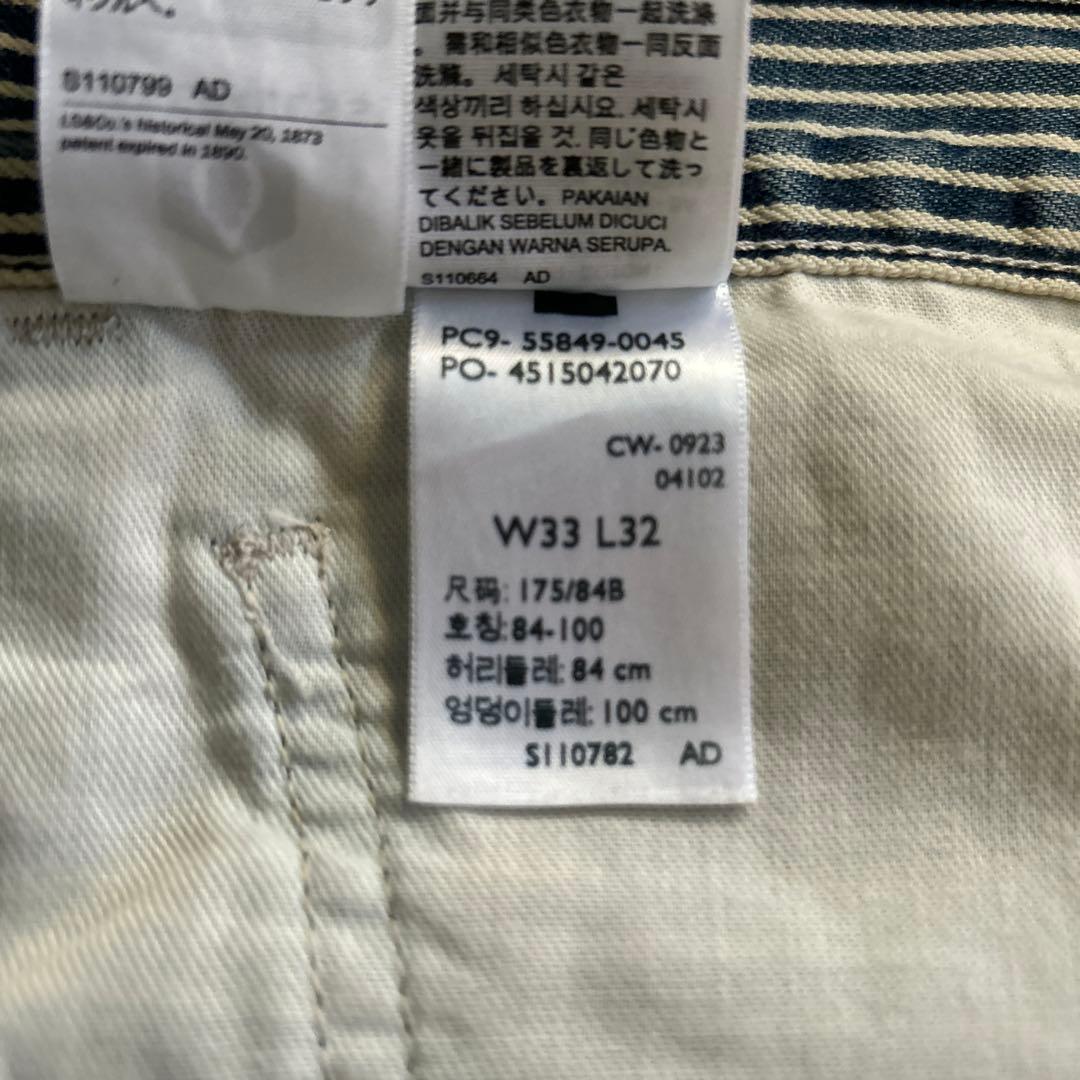 S110799 AD
LS&Co.'s historical May 20, 1873
patent expired in 1890.
面并与同类色衣物一起洗涤
。需和相似色衣物一同反面
洗涤。세탁시 같은
색상끼리 하십시요. 세탁시
옷을 뒤집을 것. 同じ色物と
一緒に製品を裏返して洗っ
てください。PAKAIAN
DIBALIK SEBELUM DICUCI
DENGAN WARNA SERUPA.
S110664 AD
PC9- 55849-0045
PO- 4515042070
CW- 0923
04102
W33 L32
尺码: 175/84B
호칭: 84-100
허리둘레: 84 cm
엉덩이둘레: 100 cm
S110782 AD